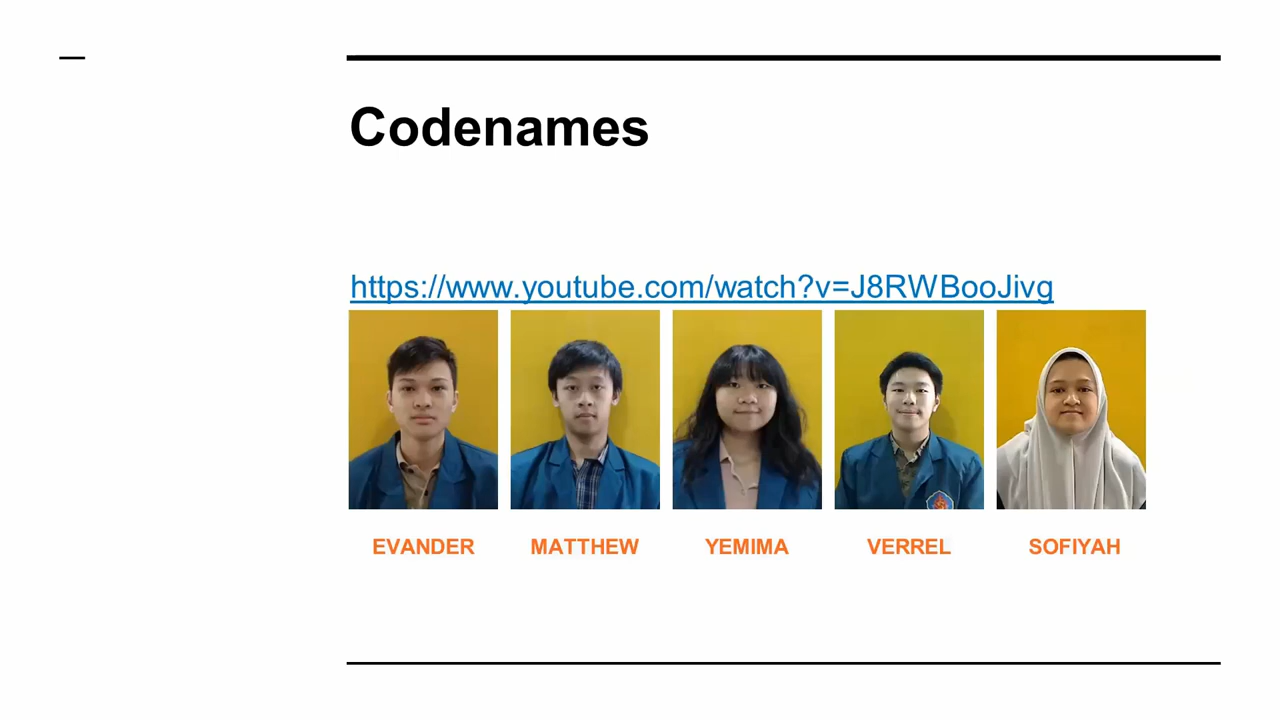 Codenames
https://www.youtube.com/watch?v=J8RWBooJivg
EVANDER MATTHEW YEMIMA VERREL SOFIYAH